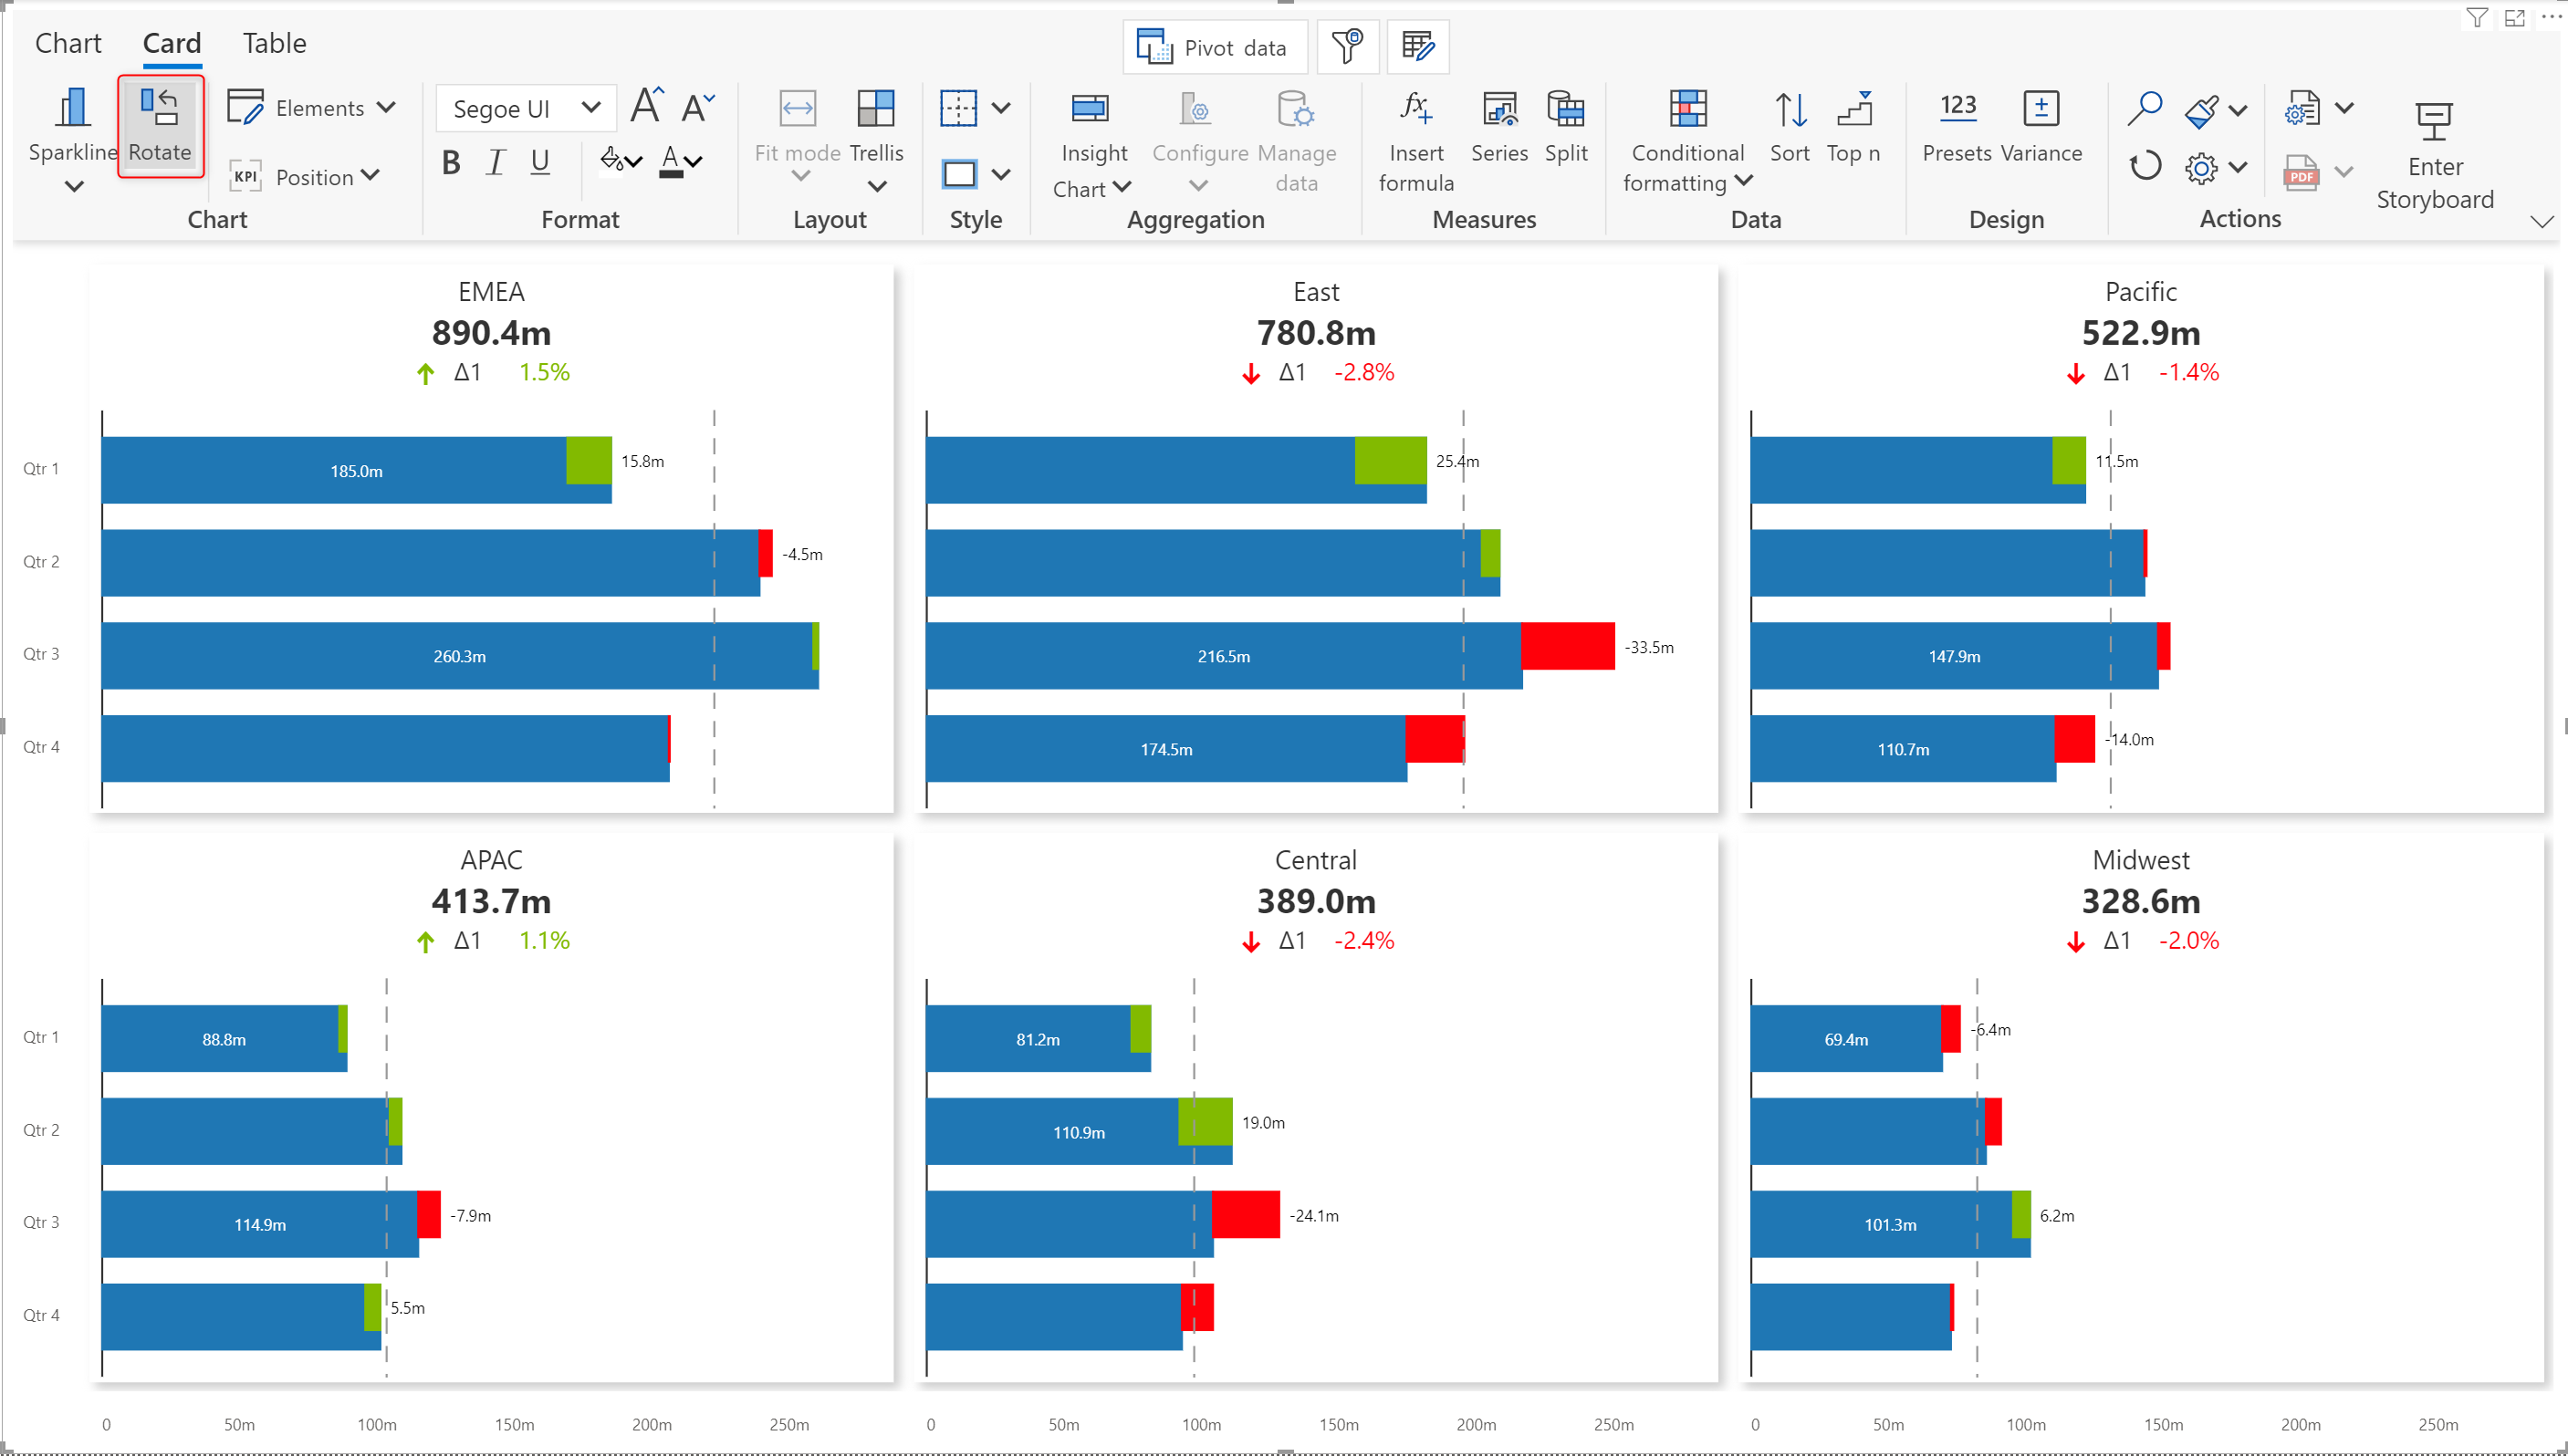 Chart Card Table
Pivot data
Sparkline Rotate Elements
KPI Position
Chart
Segoe UI A A
B I U A
Format
Fit mode Trellis
Layout
Style
Insight Chart Configure Manage data
Aggregation
fx Insert formula Series Split
Measures
Conditional formatting Sort Top n
Data
123 Presets Variance
Design
PDF
Actions
Enter Storyboard
EMEA
890.4m
Δ1 1.5%
Qtr 1 185.0m 15.8m
Qtr 2 -4.5m
Qtr 3 260.3m
Qtr 4
East
780.8m
Δ1 -2.8%
25.4m
216.5m -33.5m
174.5m
Pacific
522.9m
Δ1 -1.4%
11.5m
147.9m
110.7m -14.0m
APAC
413.7m
Δ1 1.1%
Qtr 1 88.8m
Qtr 2
Qtr 3 114.9m -7.9m
Qtr 4 5.5m
Central
389.0m
Δ1 -2.4%
81.2m
110.9m 19.0m
-24.1m
Midwest
328.6m
Δ1 -2.0%
69.4m -6.4m
101.3m 6.2m
0 50m 100m 150m 200m 250m
0 50m 100m 150m 200m 250m
0 50m 100m 150m 200m 250m